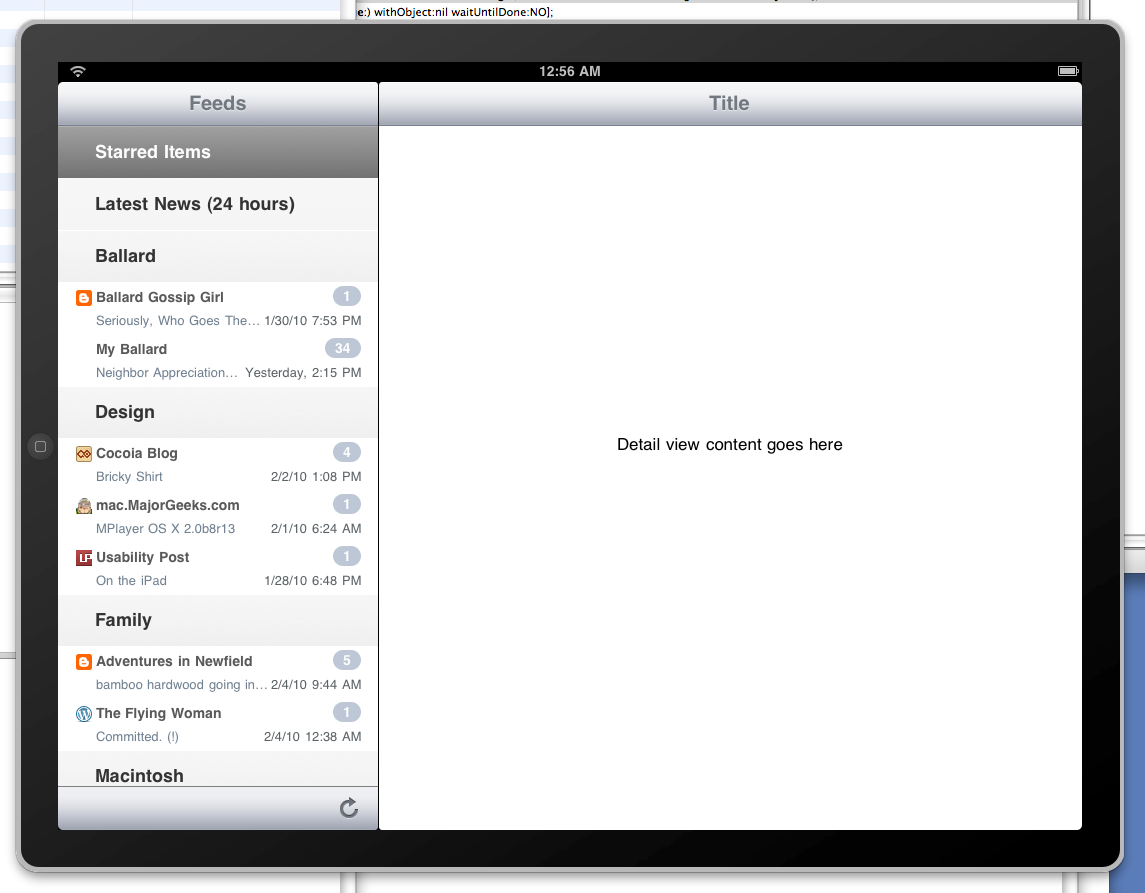 e:) withObject:nil waitUntilDone:NO];
12:56 AM
Feeds
Title
Starred Items
Latest News (24 hours)
Ballard
Ballard Gossip Girl 1
Seriously, Who Goes The... 1/30/10 7:53 PM
My Ballard 34
Neighbor Appreciation... Yesterday, 2:15 PM
Design
Cocoia Blog 4
Bricky Shirt 2/2/10 1:08 PM
mac.MajorGeeks.com 1
MPlayer OS X 2.0b8r13 2/1/10 6:24 AM
UP Usability Post 1
On the iPad 1/28/10 6:48 PM
Family
Adventures in Newfield 5
bamboo hardwood going in... 2/4/10 9:44 AM
The Flying Woman 1
Committed. (!) 2/4/10 12:38 AM
Macintosh
Detail view content goes here